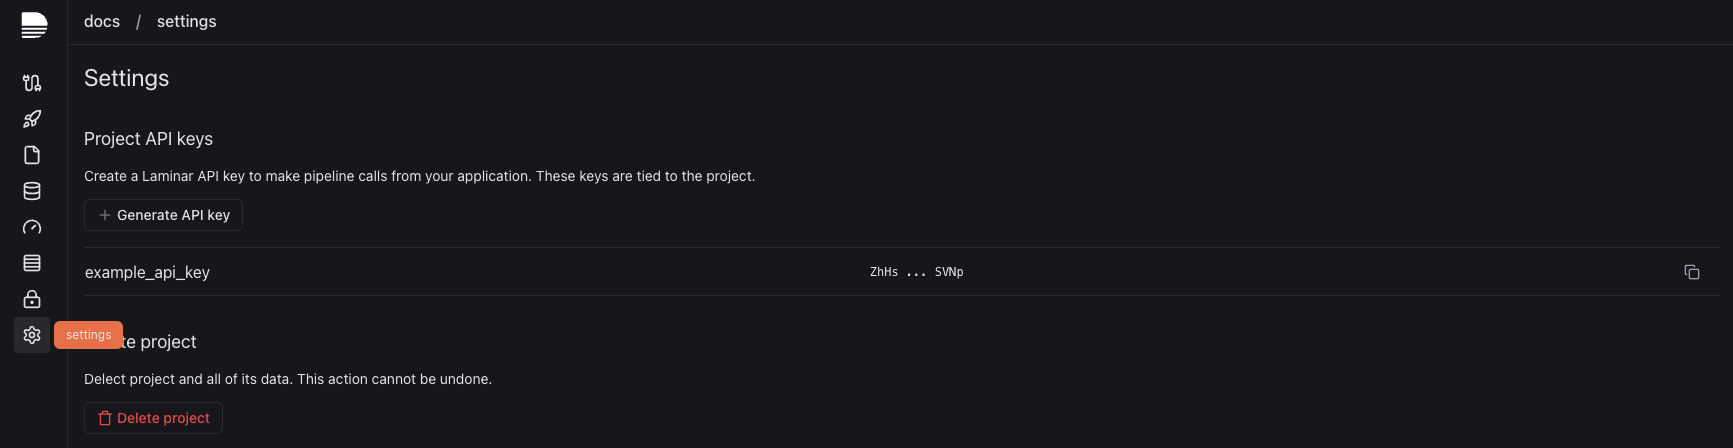 docs / settings
Settings
Project API keys
Create a Laminar API key to make pipeline calls from your application. These keys are tied to the project.
Generate API key
example_api_key ZhHs ... SVNp
settings
te project
Delect project and all of its data. This action cannot be undone.
Delete project